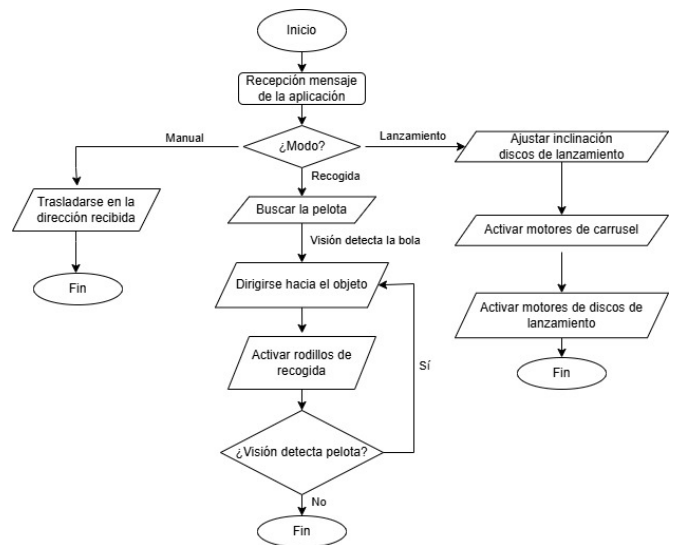 Inicio
Recepción mensaje
de la aplicación
¿Modo?
Manual
Lanzamiento
Recogida
Trasladarse en la
dirección recibida
Fin
Buscar la pelota
Visión detecta la bola
Dirigirse hacia el objeto
Activar rodillos de
recogida
¿Visión detecta pelota?
Sí
No
Fin
Ajustar inclinación
discos de lanzamiento
Activar motores de carrusel
Activar motores de discos de
lanzamiento
Fin